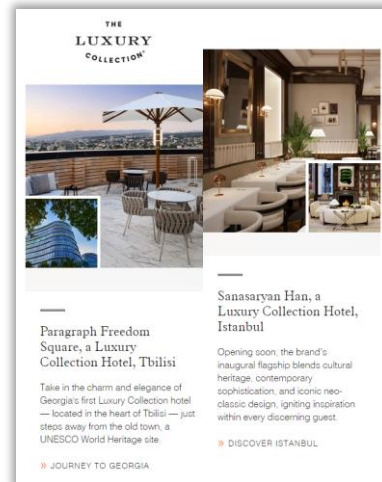 THE
LUXURY
COLLECTION®
Paragraph Freedom
Square, a Luxury
Collection Hotel, Tbilisi
Take in the charm and elegance of
Georgia's first Luxury Collection hotel
— located in the heart of Tbilisi — just
steps away from the old town, a
UNESCO World Heritage site.
» JOURNEY TO GEORGIA
Sanasaryan Han, a
Luxury Collection Hotel,
Istanbul
Opening soon, the brand's
inaugural flagship blends cultural
heritage, contemporary
sophistication, and iconic neo-
classic design, igniting inspiration
within every discerning guest.
» DISCOVER ISTANBUL